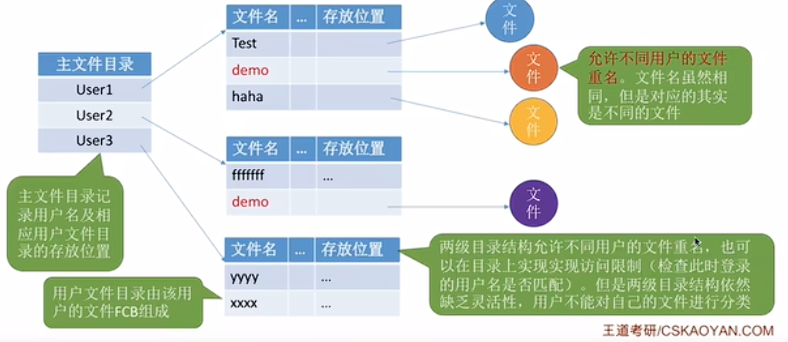 文件名 ... 存放位置
Test
demo
haha
文件
文件
文件
允许不同用户的文件
重名。文件名虽然相
同，但是对应的其实
是不同的文件
主文件目录
User1
User2
User3
文件名 ... 存放位置
fffffff ...
demo
文件
主文件目录记
录用户名及相
应用户文件目
录的存放位置
文件名 ... 存放位置
yyyy ...
xxxx ...
用户文件目录由该用
户的文件FCB组成
两级目录结构允许不同用户的文件重名，也可
以在目录上实现实现访问限制（检查此时登录
的用户名是否匹配）。但是两级目录结构依然
缺乏灵活性，用户不能对自己的文件进行分类
王道考研/CSKAOYAN.COM